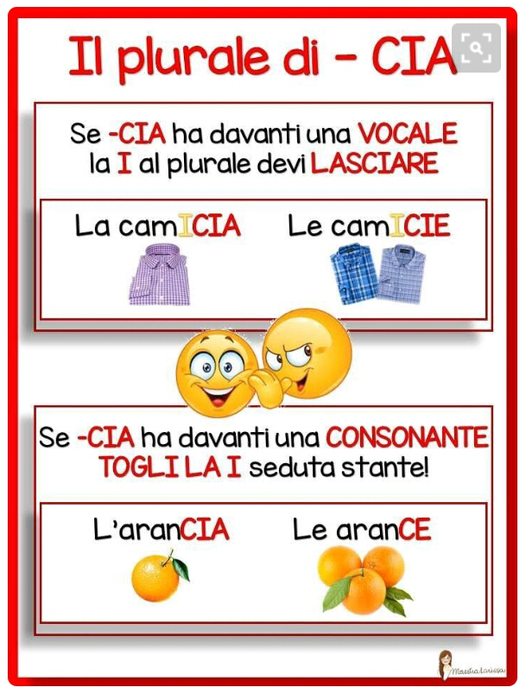 Il plurale di - CIA
Se -CIA ha davanti una VOCALE
la I al plurale devi LASCIARE
La camICIA Le camICIE
Se -CIA ha davanti una CONSONANTE
TOGLI LA I seduta stante!
L'aranCIA Le aranCE